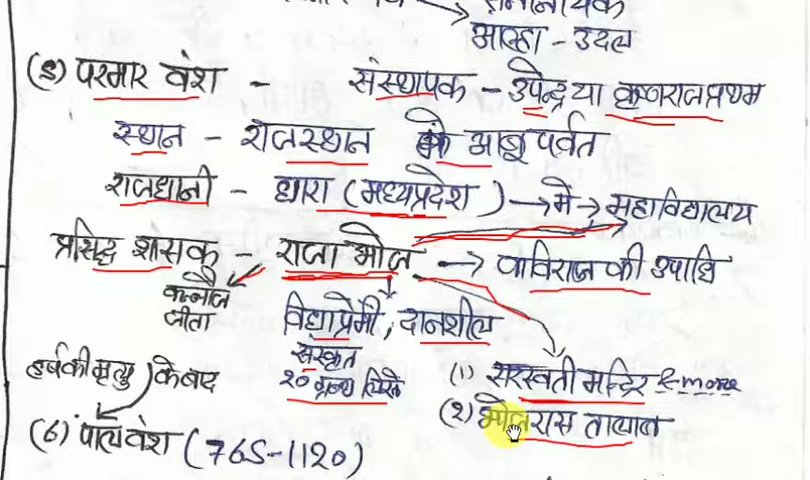 → सेनानायक
आल्हा - उदल
(5) परमार वंश - संस्थापक - उपेन्द्र या कृष्णराज प्रथम
स्थान - राजस्थान के आबू पर्वत
राजधानी - धारा (मध्यप्रदेश) → में → महाविद्यालय
प्रसिद्ध शासक - राजा भोज → कविराज की उपाधि
कन्नौज
जीता
विद्याप्रेमी, दानशील
संस्कृत
20 ग्रन्थ लिखे
(1) सरस्वती मन्दिर & more
(2) भोजरास तालाब
हर्ष की मृत्यु के बाद
(6) पाल वंश (765-1120)